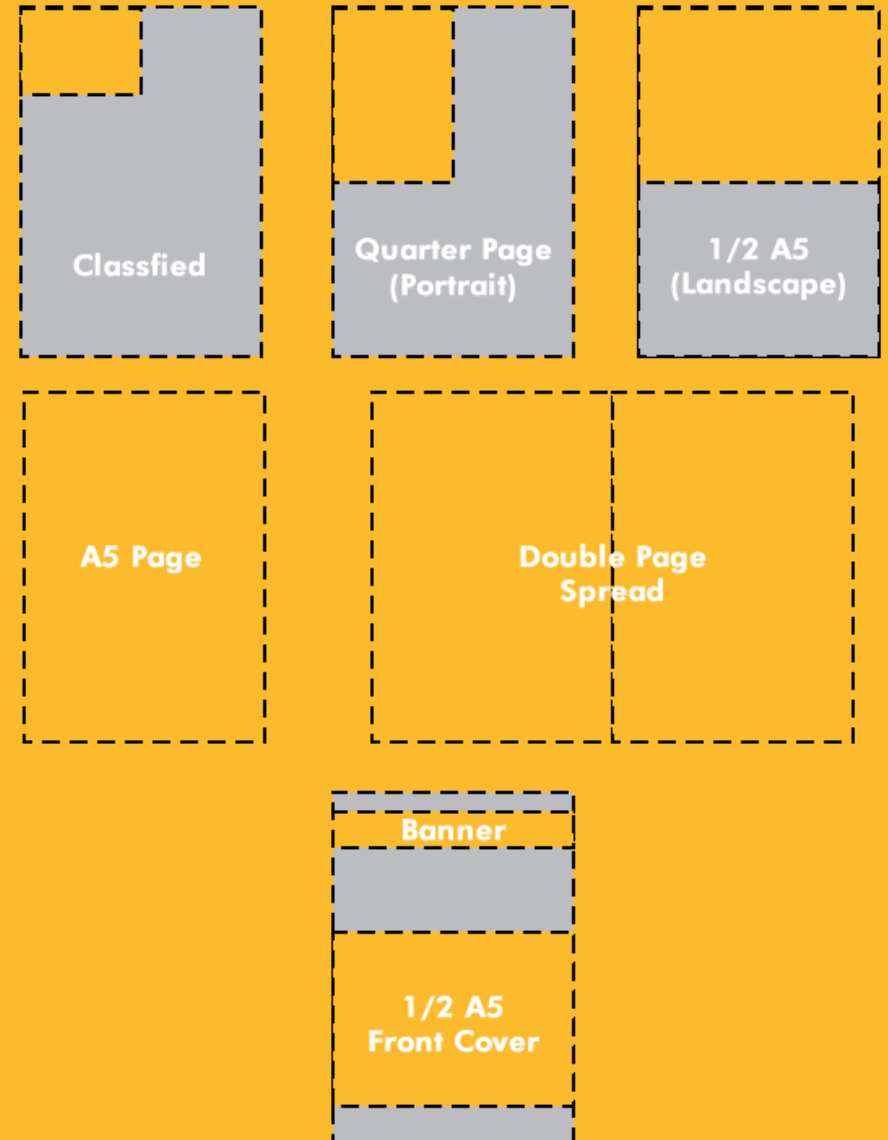 Classfied
Quarter Page
(Portrait)
1/2 A5
(Landscape)
A5 Page
Double Page
Spread
Banner
1/2 A5
Front Cover